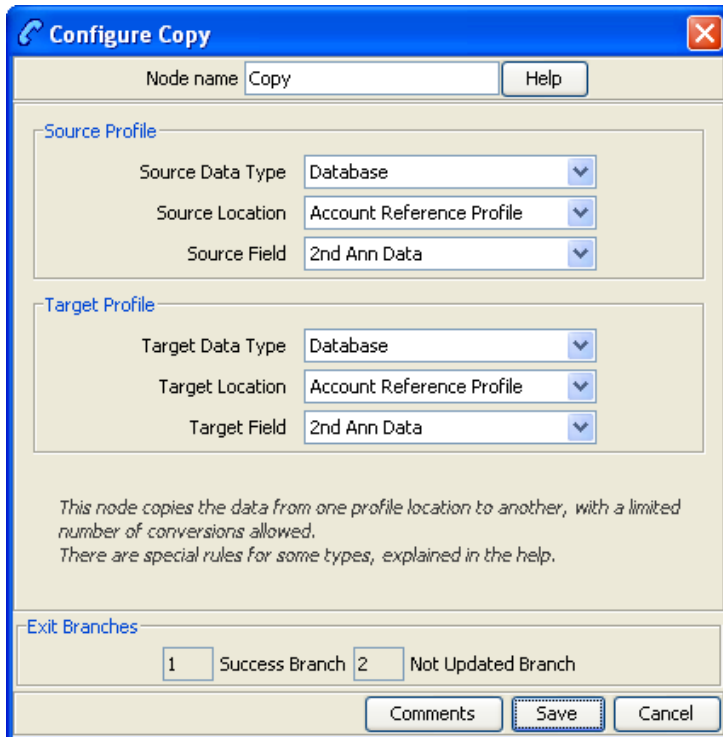 Configure Copy
Node name Copy Help
Source Profile
Source Data Type Database
Source Location Account Reference Profile
Source Field 2nd Ann Data
Target Profile
Target Data Type Database
Target Location Account Reference Profile
Target Field 2nd Ann Data
This node copies the data from one profile location to another, with a limited
number of conversions allowed.
There are special rules for some types, explained in the help.
Exit Branches
1 Success Branch 2 Not Updated Branch
Comments Save Cancel